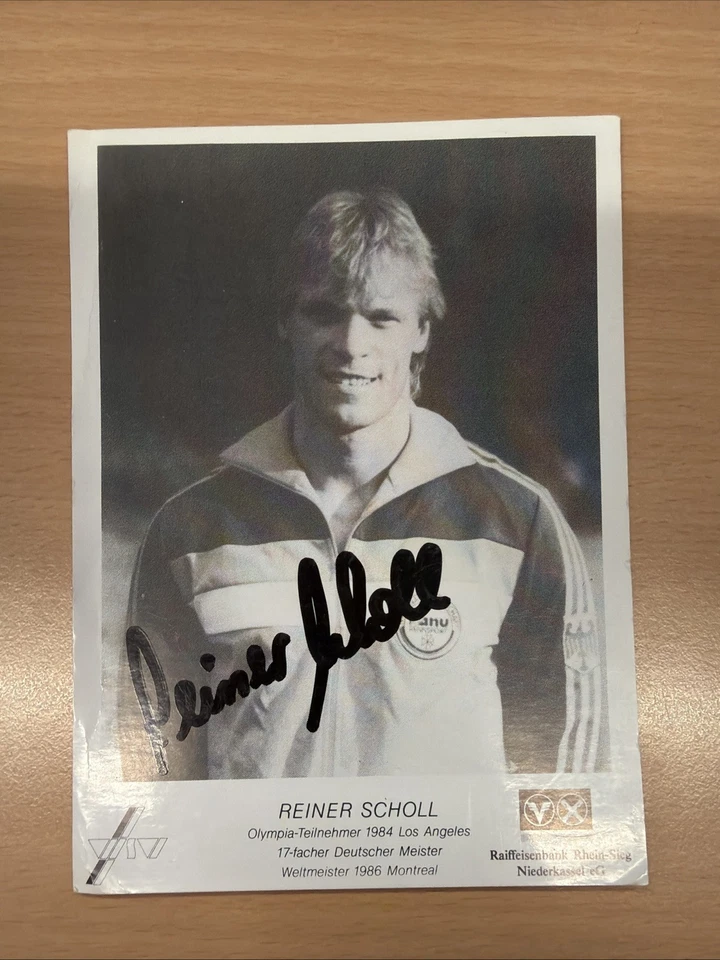 Reiner Scholl
hanu
REINER SCHOLL
Olympia-Teilnehmer 1984 Los Angeles
17-facher Deutscher Meister
Weltmeister 1986 Montreal
Raiffeisenbank Rhein-Sieg
Niederkassel eG